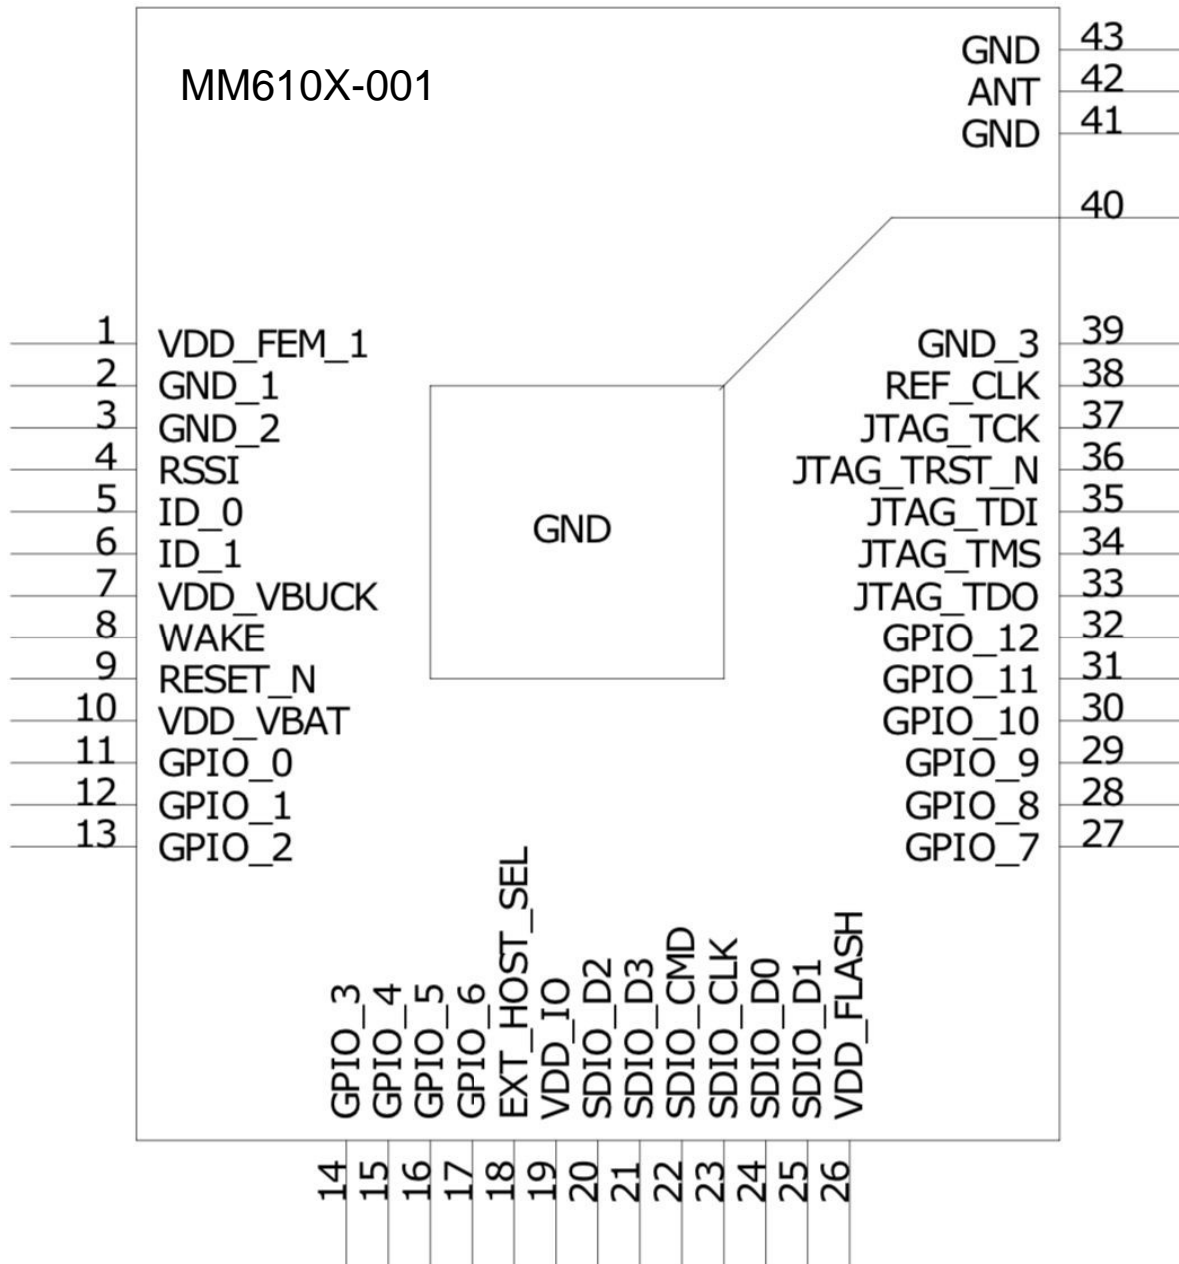 MM610X-001
GND 43
ANT 42
GND 41
40
1 VDD_FEM_1
2 GND_1
3 GND_2
4 RSSI
5 ID_0
6 ID_1
7 VDD_VBUCK
8 WAKE
9 RESET_N
10 VDD_VBAT
11 GPIO_0
12 GPIO_1
13 GPIO_2
GND
GND_3 39
REF_CLK 38
JTAG_TCK 37
JTAG_TRST_N 36
JTAG_TDI 35
JTAG_TMS 34
JTAG_TDO 33
GPIO_12 32
GPIO_11 31
GPIO_10 30
GPIO_9 29
GPIO_8 28
GPIO_7 27
14 GPIO_3
15 GPIO_4
16 GPIO_5
17 GPIO_6
18 EXT_HOST_SEL
19 VDD_IO
20 SDIO_D2
21 SDIO_D3
22 SDIO_CMD
23 SDIO_CLK
24 SDIO_D0
25 SDIO_D1
26 VDD_FLASH